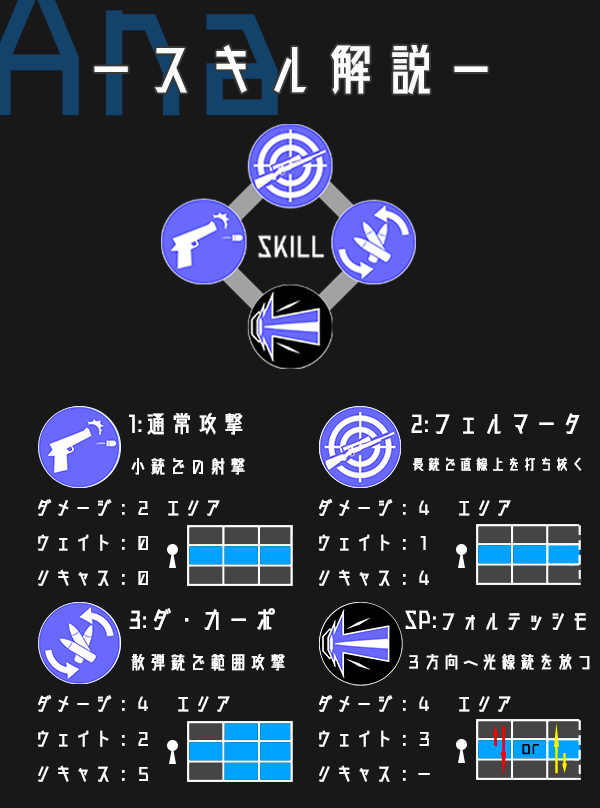 Ana
ースキル解説ー
SKILL
1:通常攻撃
小銃での射撃
ダメージ：2 エリア
ウェイト：0
リキャス：0
2:フェルマータ
長銃で直線上を打ち抜く
ダメージ：4 エリア
ウェイト：1
リキャス：4
3:ダ・カーポ
散弾銃で範囲攻撃
ダメージ：4 エリア
ウェイト：2
リキャス：5
SP:フォルテッシモ
3方向へ光線銃を放つ
ダメージ：4 エリア
ウェイト：3
リキャス：-
or